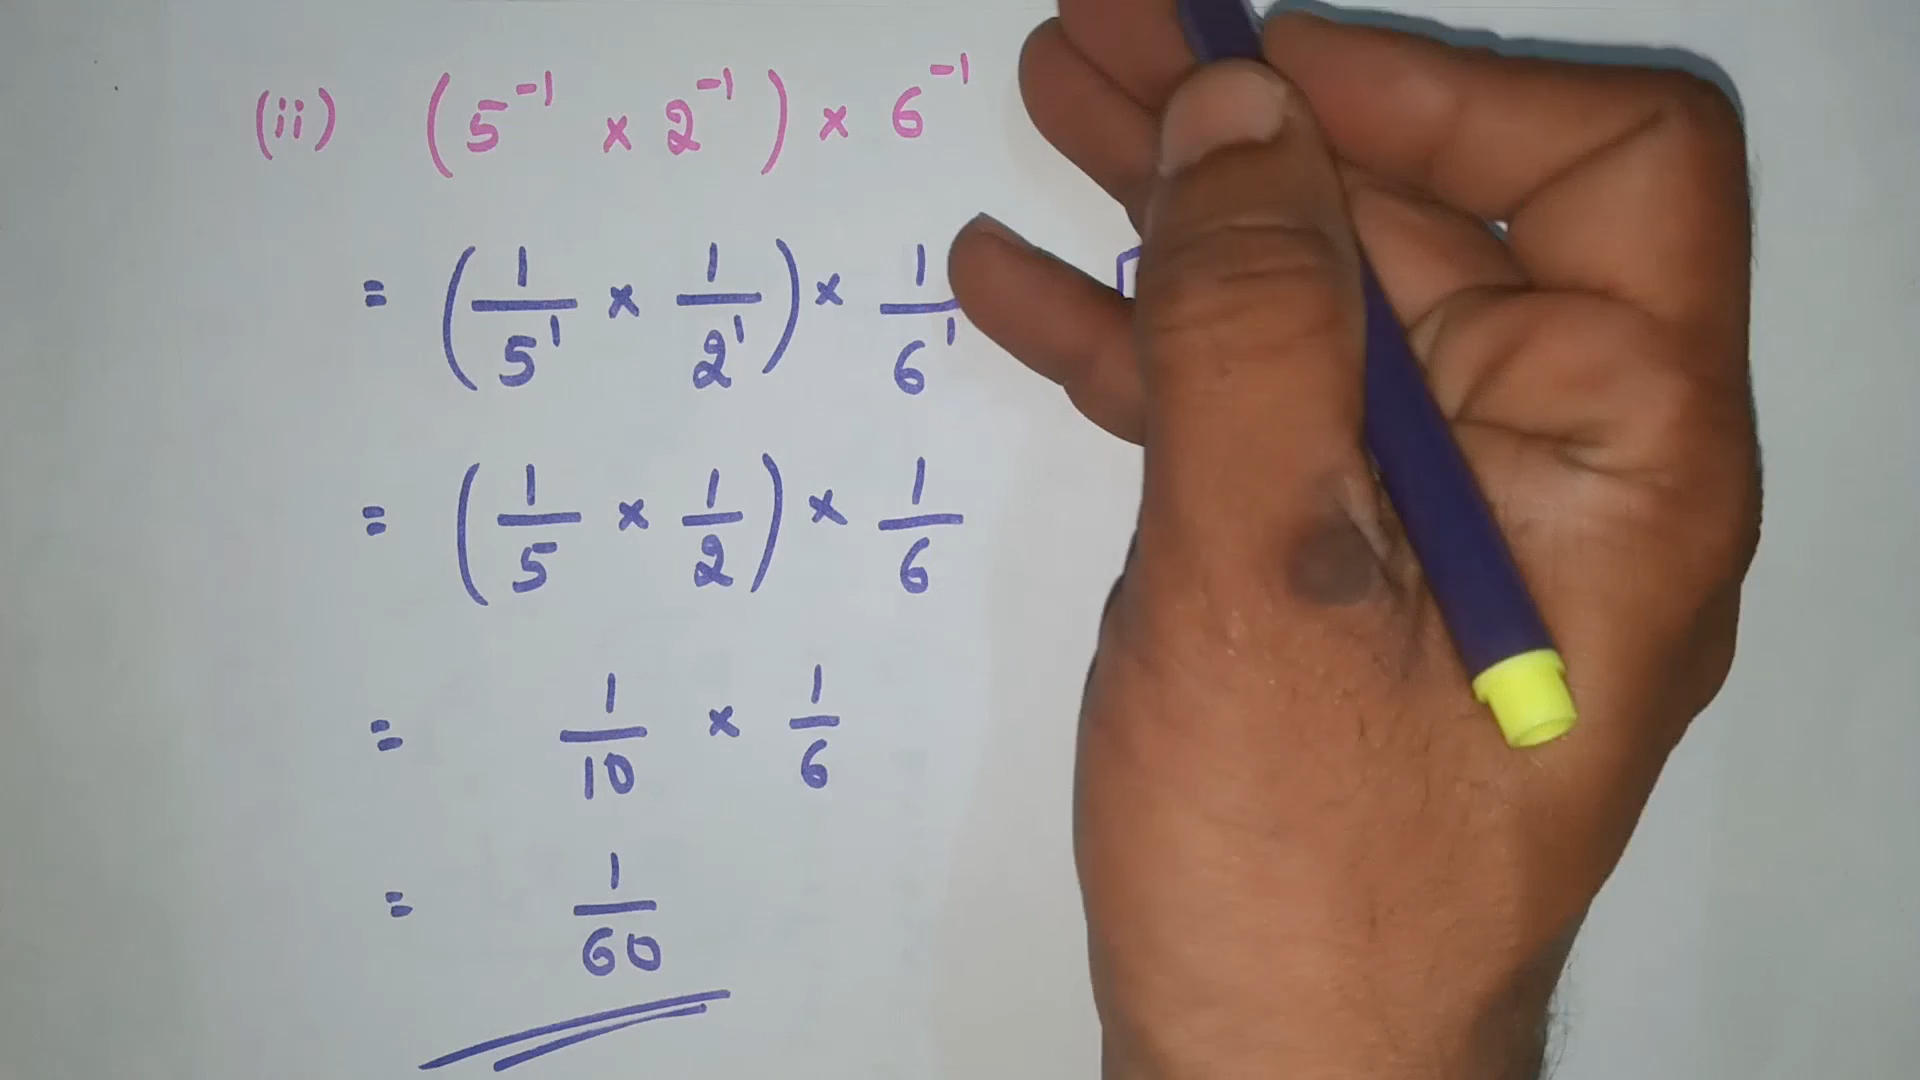 (ii) (5⁻¹ × 2⁻¹) × 6⁻¹
= (1/5¹ × 1/2¹) × 1/6¹
= (1/5 × 1/2) × 1/6
= 1/10 × 1/6
= 1/60